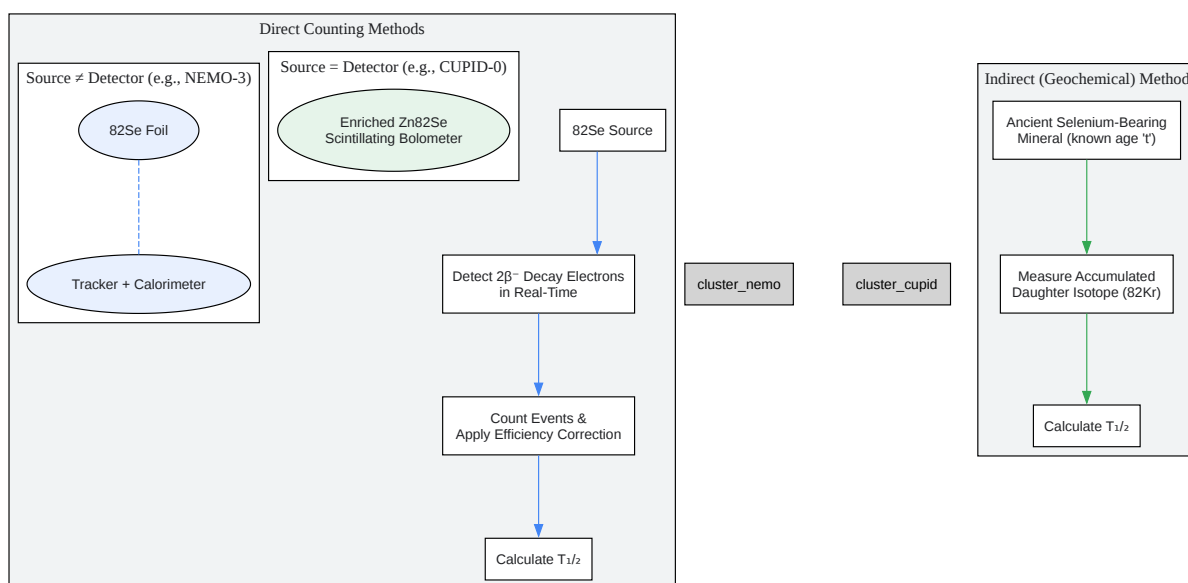 Direct Counting Methods
Source ≠ Detector (e.g., NEMO-3)
82Se Foil
Tracker + Calorimeter
Source = Detector (e.g., CUPID-0)
Enriched Zn82Se
Scintillating Bolometer
82Se Source
Detect 2β⁻ Decay Electrons
in Real-Time
Count Events &
Apply Efficiency Correction
Calculate T₁/₂
cluster_nemo
cluster_cupid
Indirect (Geochemical) Method
Ancient Selenium-Bearing
Mineral (known age 't')
Measure Accumulated
Daughter Isotope (82Kr)
Calculate T₁/₂